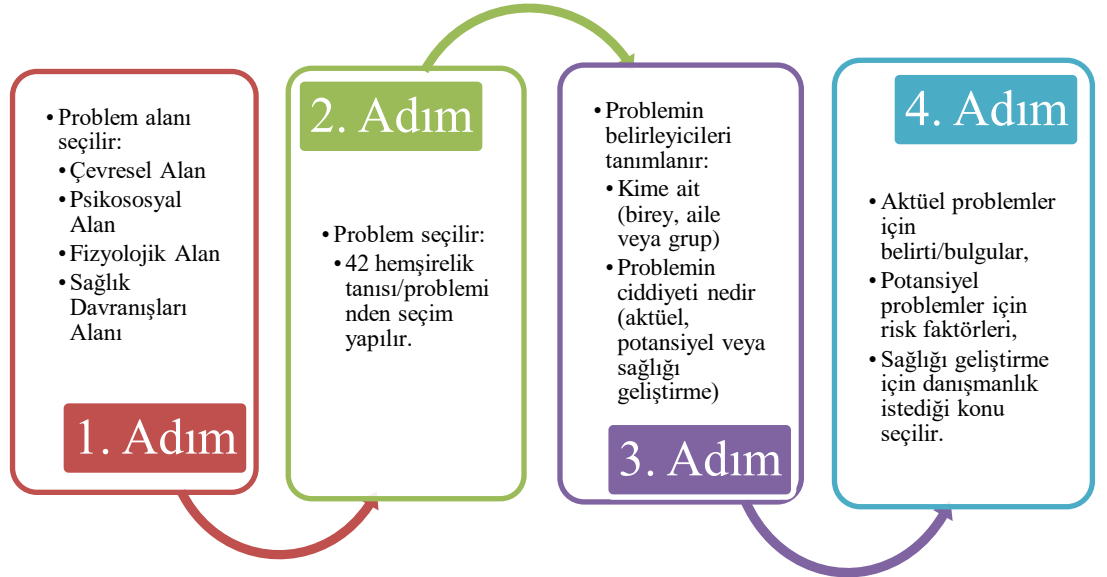 • Problem alanı
seçilir:
• Çevresel Alan
• Psikososyal
Alan
• Fizyolojik Alan
• Sağlık
Davranışları
Alanı
1. Adım
2. Adım
• Problem seçilir:
• 42 hemşirelik
tanısı/problemi
nden seçim
yapılır.
• Problemin
belirleyicileri
tanımlanır:
• Kime ait
(birey, aile
veya grup)
• Problemin
ciddiyeti nedir
(aktüel,
potansiyel veya
sağlığı
geliştirme)
3. Adım
4. Adım
• Aktüel problemler
için
belirti/bulgular,
• Potansiyel
problemler için
risk faktörleri,
• Sağlığı geliştirme
için danışmanlık
istediği konu
seçilir.